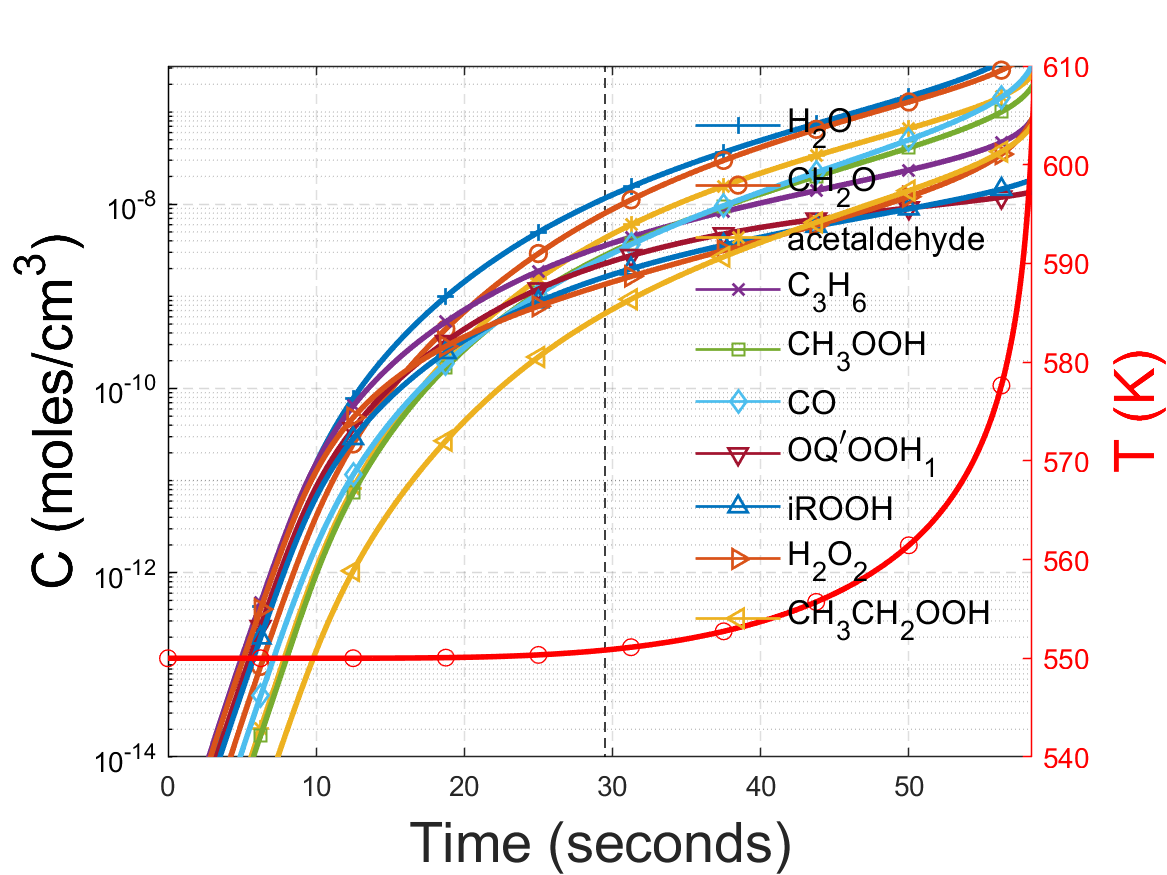 C (moles/cm³)
10⁻⁸
10⁻¹⁰
10⁻¹²
10⁻¹⁴
0 10 20 30 40 50
Time (seconds)
H₂O
CH₂O
acetaldehyde
C₃H₆
CH₃OOH
CO
OQ′OOH₁
iROOH
H₂O₂
CH₃CH₂OOH
610
600
590
580
570
560
550
540
T (K)